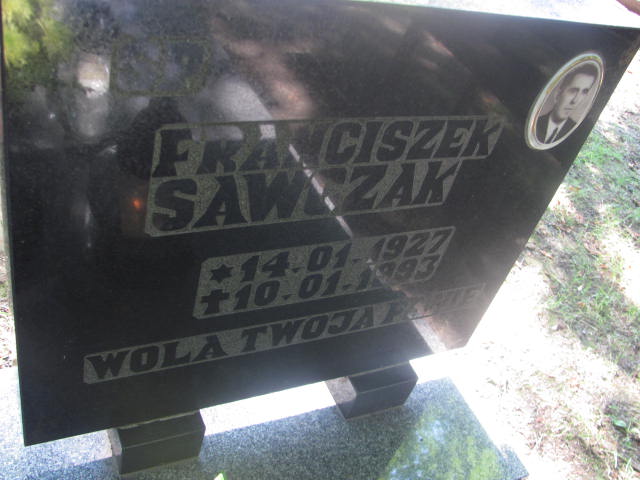 FRANCISZEK
SAWCZAK
14.01.1927
10.01.1993
WOLA TWOJA PANIE